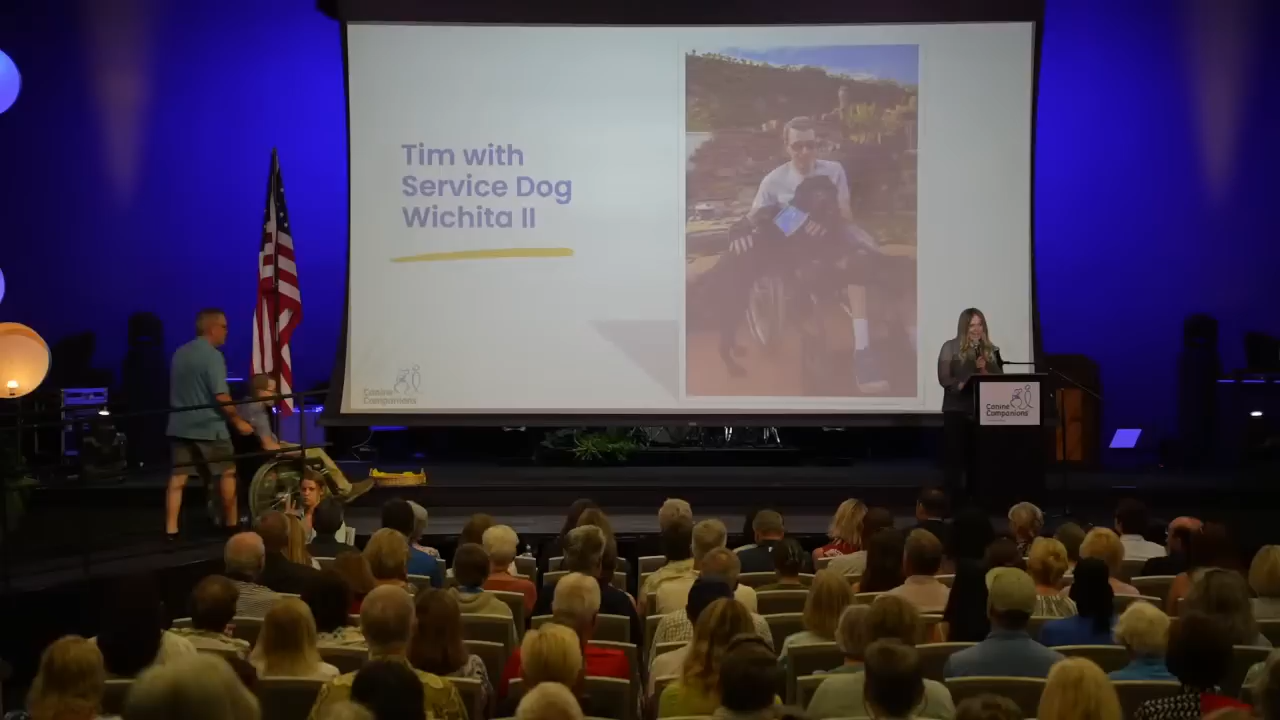 Tim with
Service Dog
Wichita II
Canine
Companions
Canine
Companions